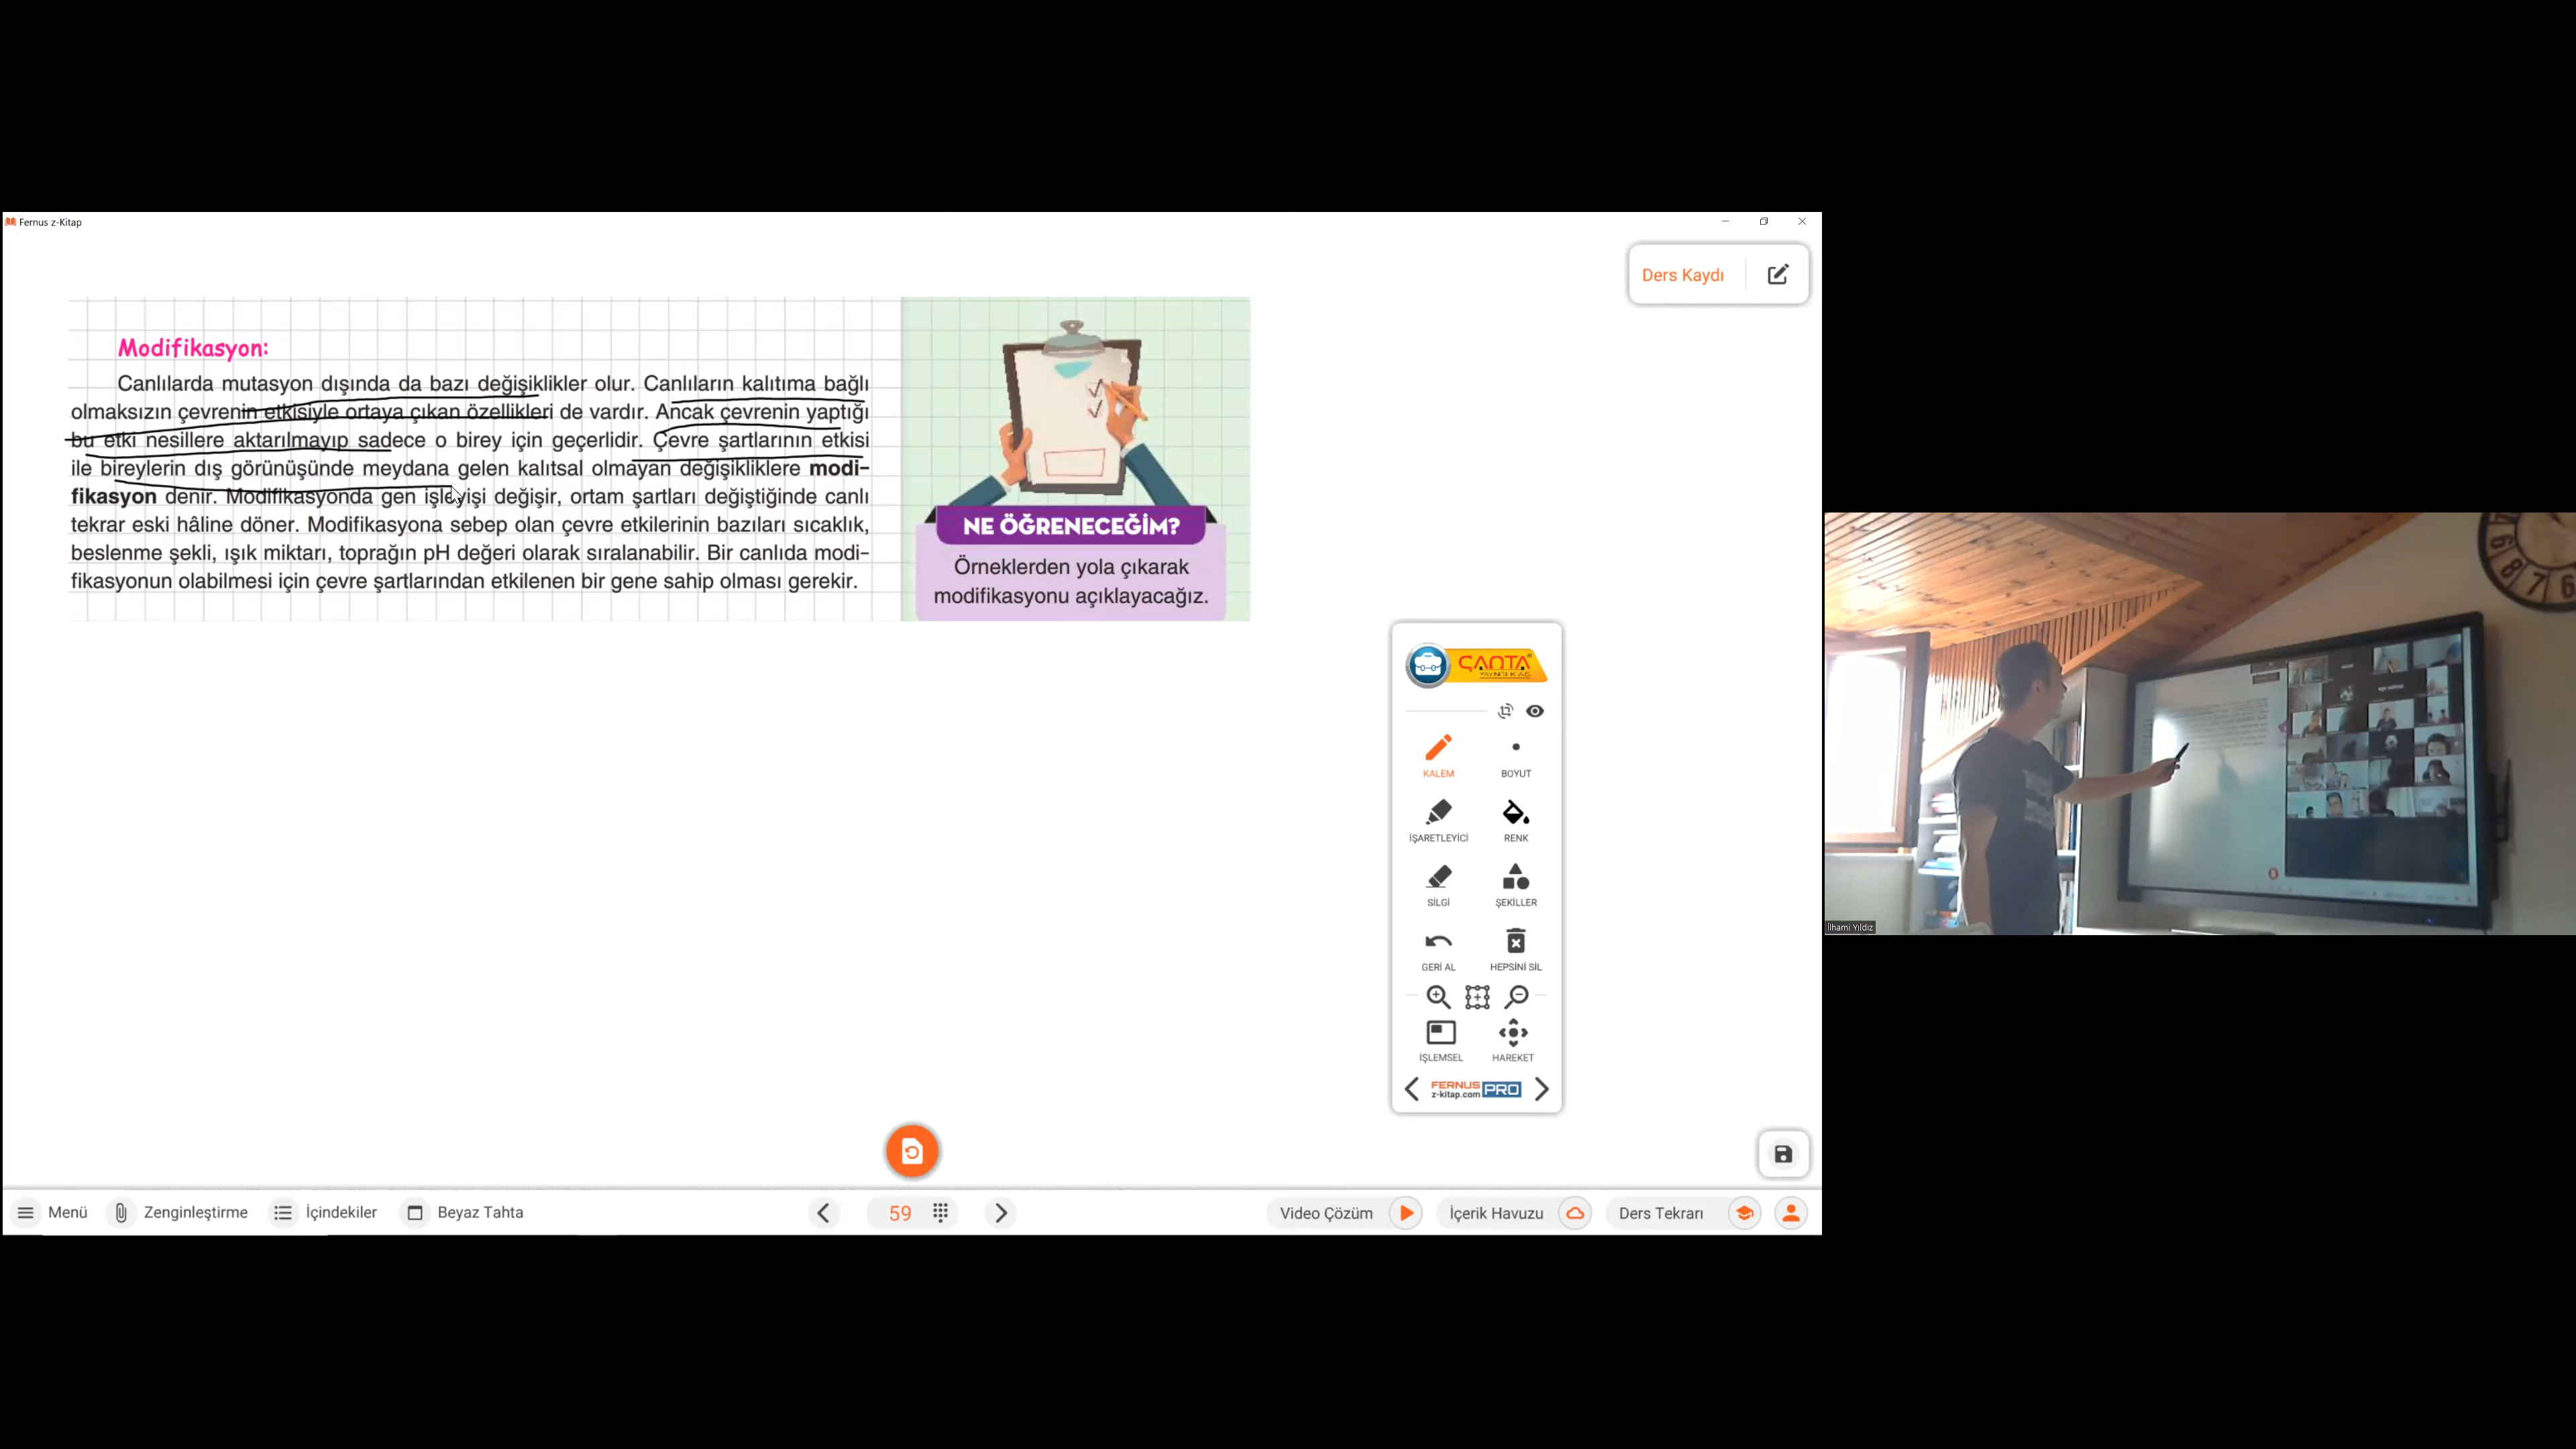 Fernus z-Kitap
Ders Kaydı
Modifikasyon:
Canlılarda mutasyon dışında da bazı değişiklikler olur. Canlıların kalıtıma bağlı
olmaksızın çevrenin etkisiyle ortaya çıkan özellikleri de vardır. Ancak çevrenin yaptığı
bu etki nesillere aktarılmayıp sadece o birey için geçerlidir. Çevre şartlarının etkisi
ile bireylerin dış görünüşünde meydana gelen kalıtsal olmayan değişikliklere modi-
fikasyon denir. Modifikasyonda gen işleyişi değişir, ortam şartları değiştiğinde canlı
tekrar eski hâline döner. Modifikasyona sebep olan çevre etkilerinin bazıları sıcaklık,
beslenme şekli, ışık miktarı, toprağın pH değeri olarak sıralanabilir. Bir canlıda modi-
fikasyonun olabilmesi için çevre şartlarından etkilenen bir gene sahip olması gerekir.
NE ÖĞRENECEĞİM?
Örneklerden yola çıkarak
modifikasyonu açıklayacağız.
ÇANTA
YAYINCILIK A.Ş.
KALEM BOYUT
İŞARETLEYİCİ RENK
SİLGİ ŞEKİLLER
GERİ AL HEPSİNİ SİL
İŞLEMSEL HAREKET
FERNUS PRO
z-kitap.com
8 7 6
İlhami Yıldız
Menü Zenginleştirme İçindekiler Beyaz Tahta 59 Video Çözüm İçerik Havuzu Ders Tekrarı